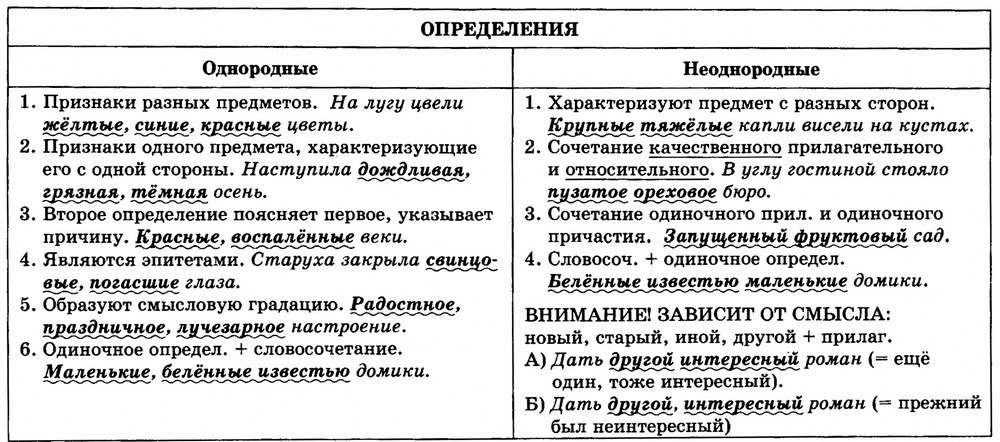 ОПРЕДЕЛЕНИЯ
Однородные
1. Признаки разных предметов. На лугу цвели
жёлтые, синие, красные цветы.
2. Признаки одного предмета, характеризующие
его с одной стороны. Наступила дождливая,
грязная, тёмная осень.
3. Второе определение поясняет первое, указывает
причину. Красные, воспалённые веки.
4. Являются эпитетами. Старуха закрыла свинцо-
вые, погасшие глаза.
5. Образуют смысловую градацию. Радостное,
праздничное, лучезарное настроение.
6. Одиночное определ. + словосочетание.
Маленькие, белённые известью домики.
Неоднородные
1. Характеризуют предмет с разных сторон.
Крупные тяжёлые капли висели на кустах.
2. Сочетание качественного прилагательного
и относительного. В углу гостиной стояло
пузатое ореховое бюро.
3. Сочетание одиночного прил. и одиночного
причастия. Запущенный фруктовый сад.
4. Словосоч. + одиночное определ.
Белённые известью маленькие домики.
ВНИМАНИЕ! ЗАВИСИТ ОТ СМЫСЛА:
новый, старый, иной, другой + прилаг.
А) Дать другой интересный роман (= ещё
один, тоже интересный).
Б) Дать другой, интересный роман (= прежний
был неинтересный)